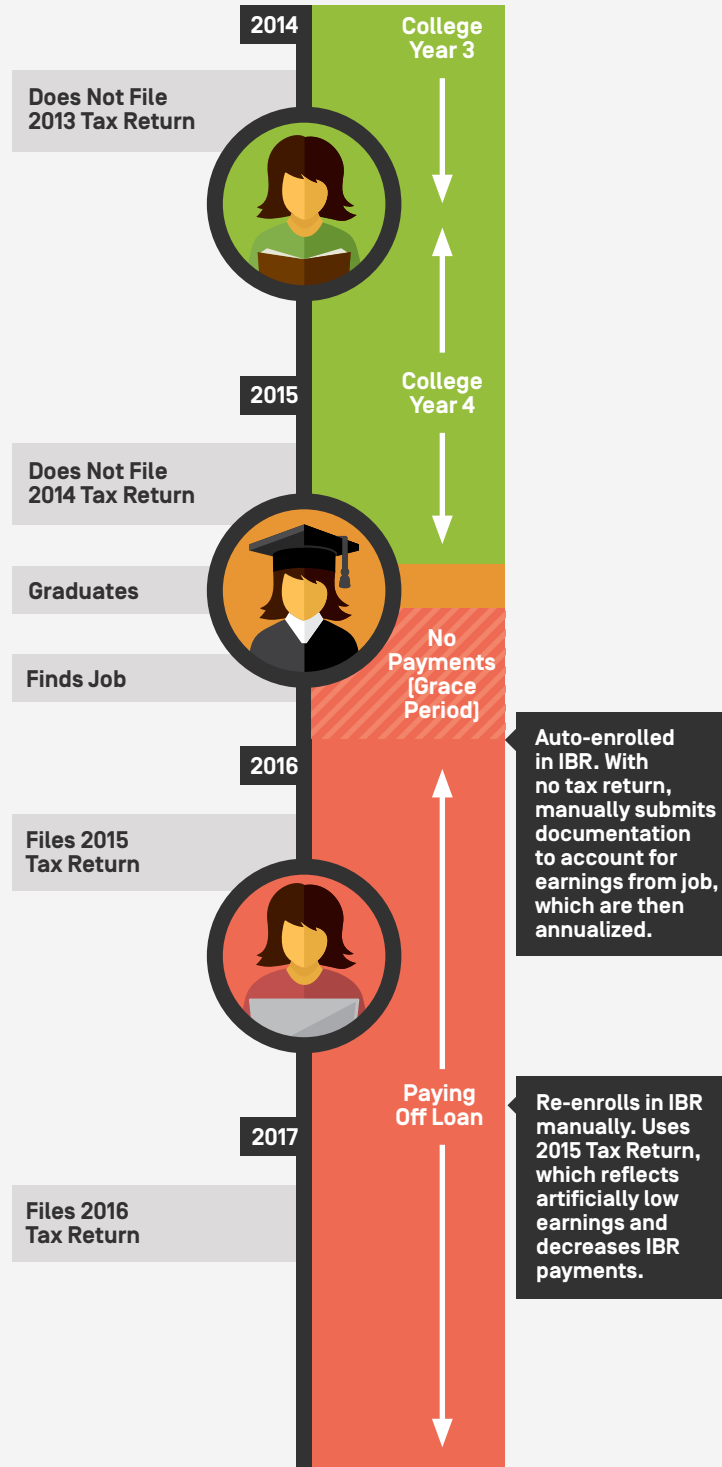 2014
College
Year 3
Does Not File
2013 Tax Return
2015
College
Year 4
Does Not File
2014 Tax Return
Graduates
No
Payments
(Grace
Period)
Finds Job
Auto-enrolled
in IBR. With
no tax return,
manually submits
documentation
to account for
earnings from job,
which are then
annualized.
2016
Files 2015
Tax Return
Paying
Off Loan
Re-enrolls in IBR
manually. Uses
2015 Tax Return,
which reflects
artificially low
earnings and
decreases IBR
payments.
2017
Files 2016
Tax Return